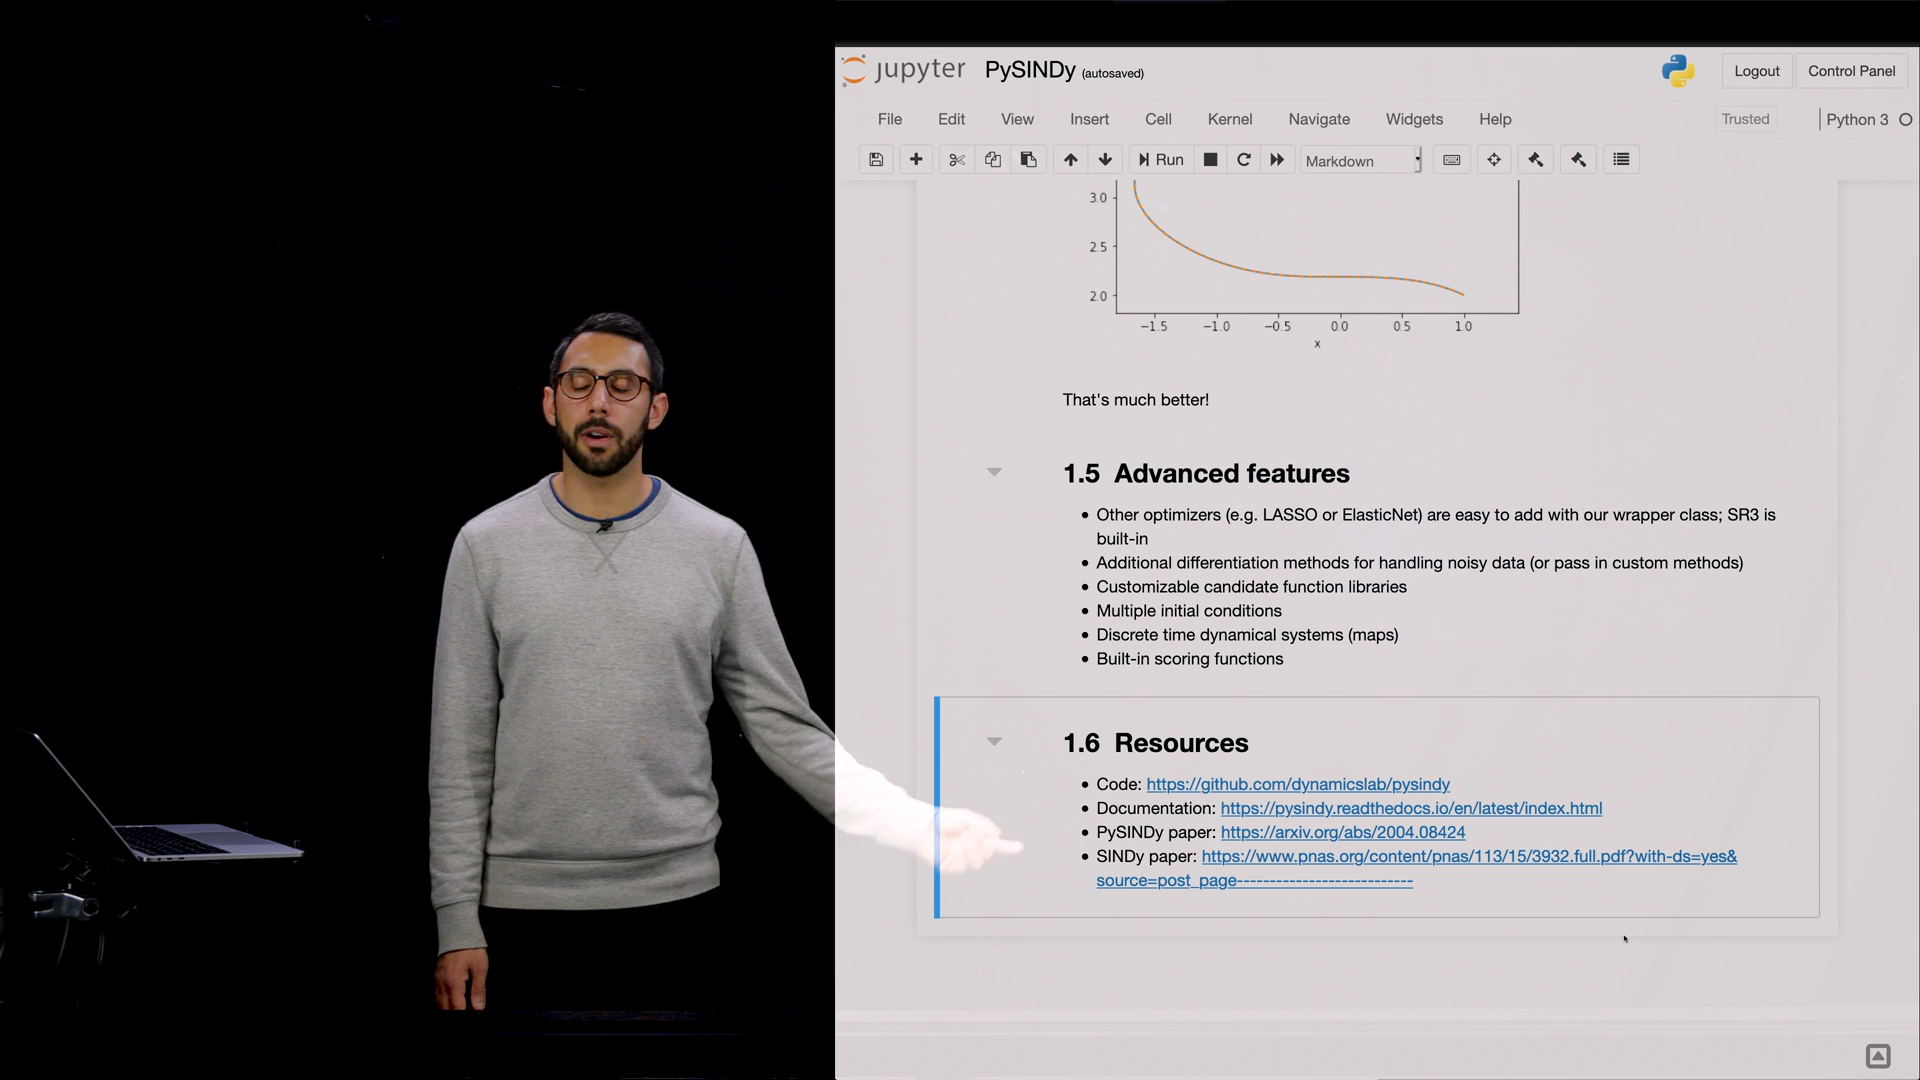 jupyter PySINDy (autosaved)
Logout Control Panel
File Edit View Insert Cell Kernel Navigate Widgets Help
Trusted Python 3
Run Markdown
3.0
2.5
2.0
−1.5 −1.0 −0.5 0.0 0.5 1.0
x
That's much better!
1.5 Advanced features
• Other optimizers (e.g. LASSO or ElasticNet) are easy to add with our wrapper class; SR3 is
built-in
• Additional differentiation methods for handling noisy data (or pass in custom methods)
• Customizable candidate function libraries
• Multiple initial conditions
• Discrete time dynamical systems (maps)
• Built-in scoring functions
1.6 Resources
• Code: https://github.com/dynamicslab/pysindy
• Documentation: https://pysindy.readthedocs.io/en/latest/index.html
• PySINDy paper: https://arxiv.org/abs/2004.08424
• SINDy paper: https://www.pnas.org/content/pnas/113/15/3932.full.pdf?with-ds=yes&
source=post_page---------------------------